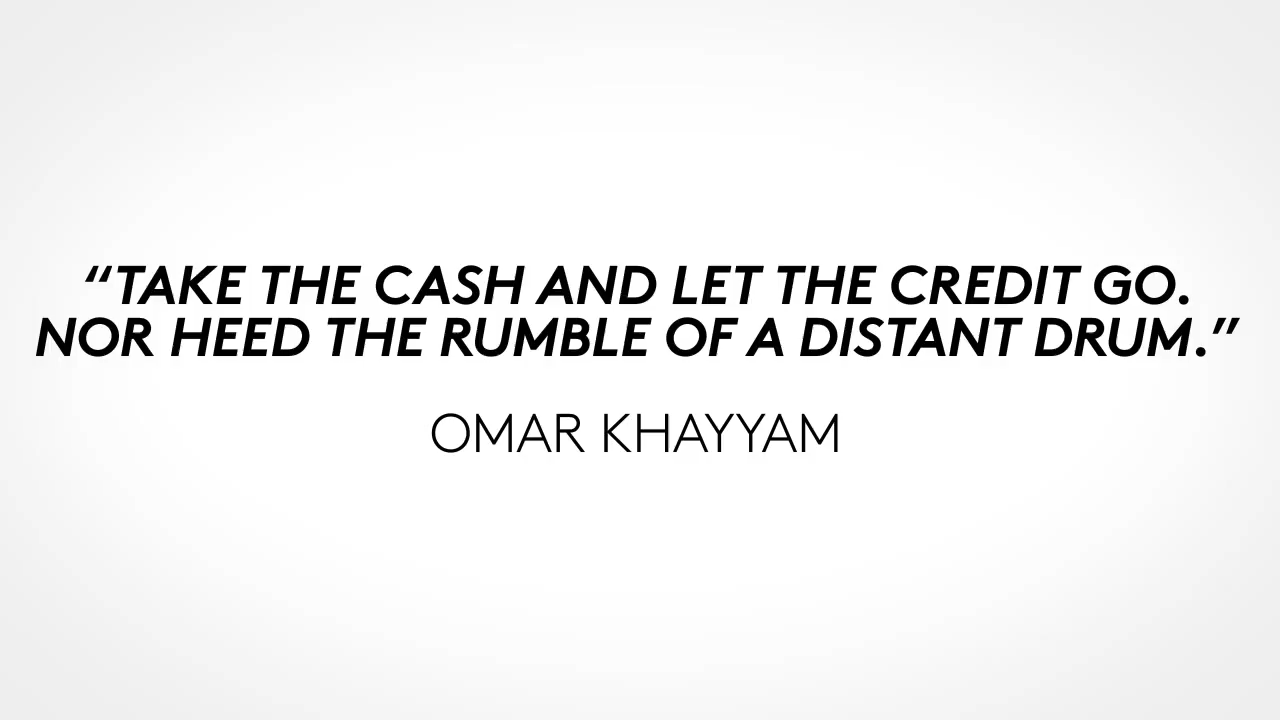 “TAKE THE CASH AND LET THE CREDIT GO.
NOR HEED THE RUMBLE OF A DISTANT DRUM.”
OMAR KHAYYAM